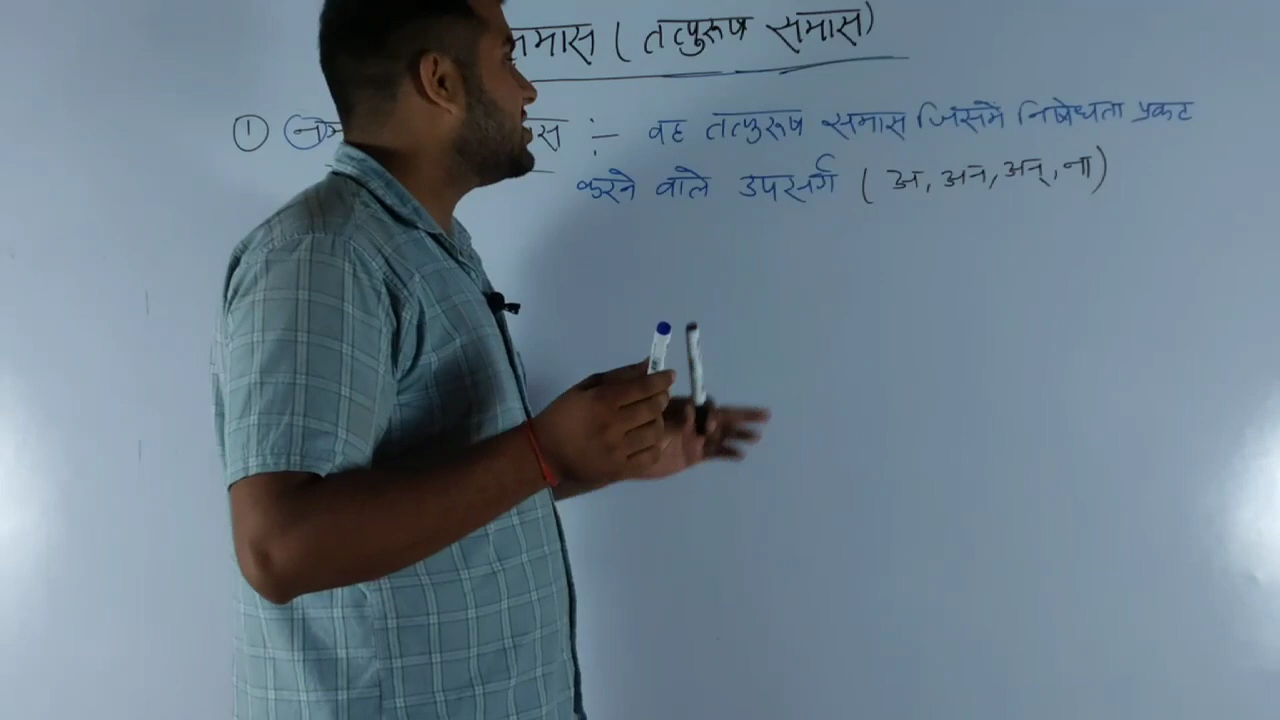 समास ( तत्पुरूष समास)
① :- वह तत्पुरूष समास जिसमें निषेधता प्रकट
करने वाले उपसर्ग ( अ, अन, अन्, ना)